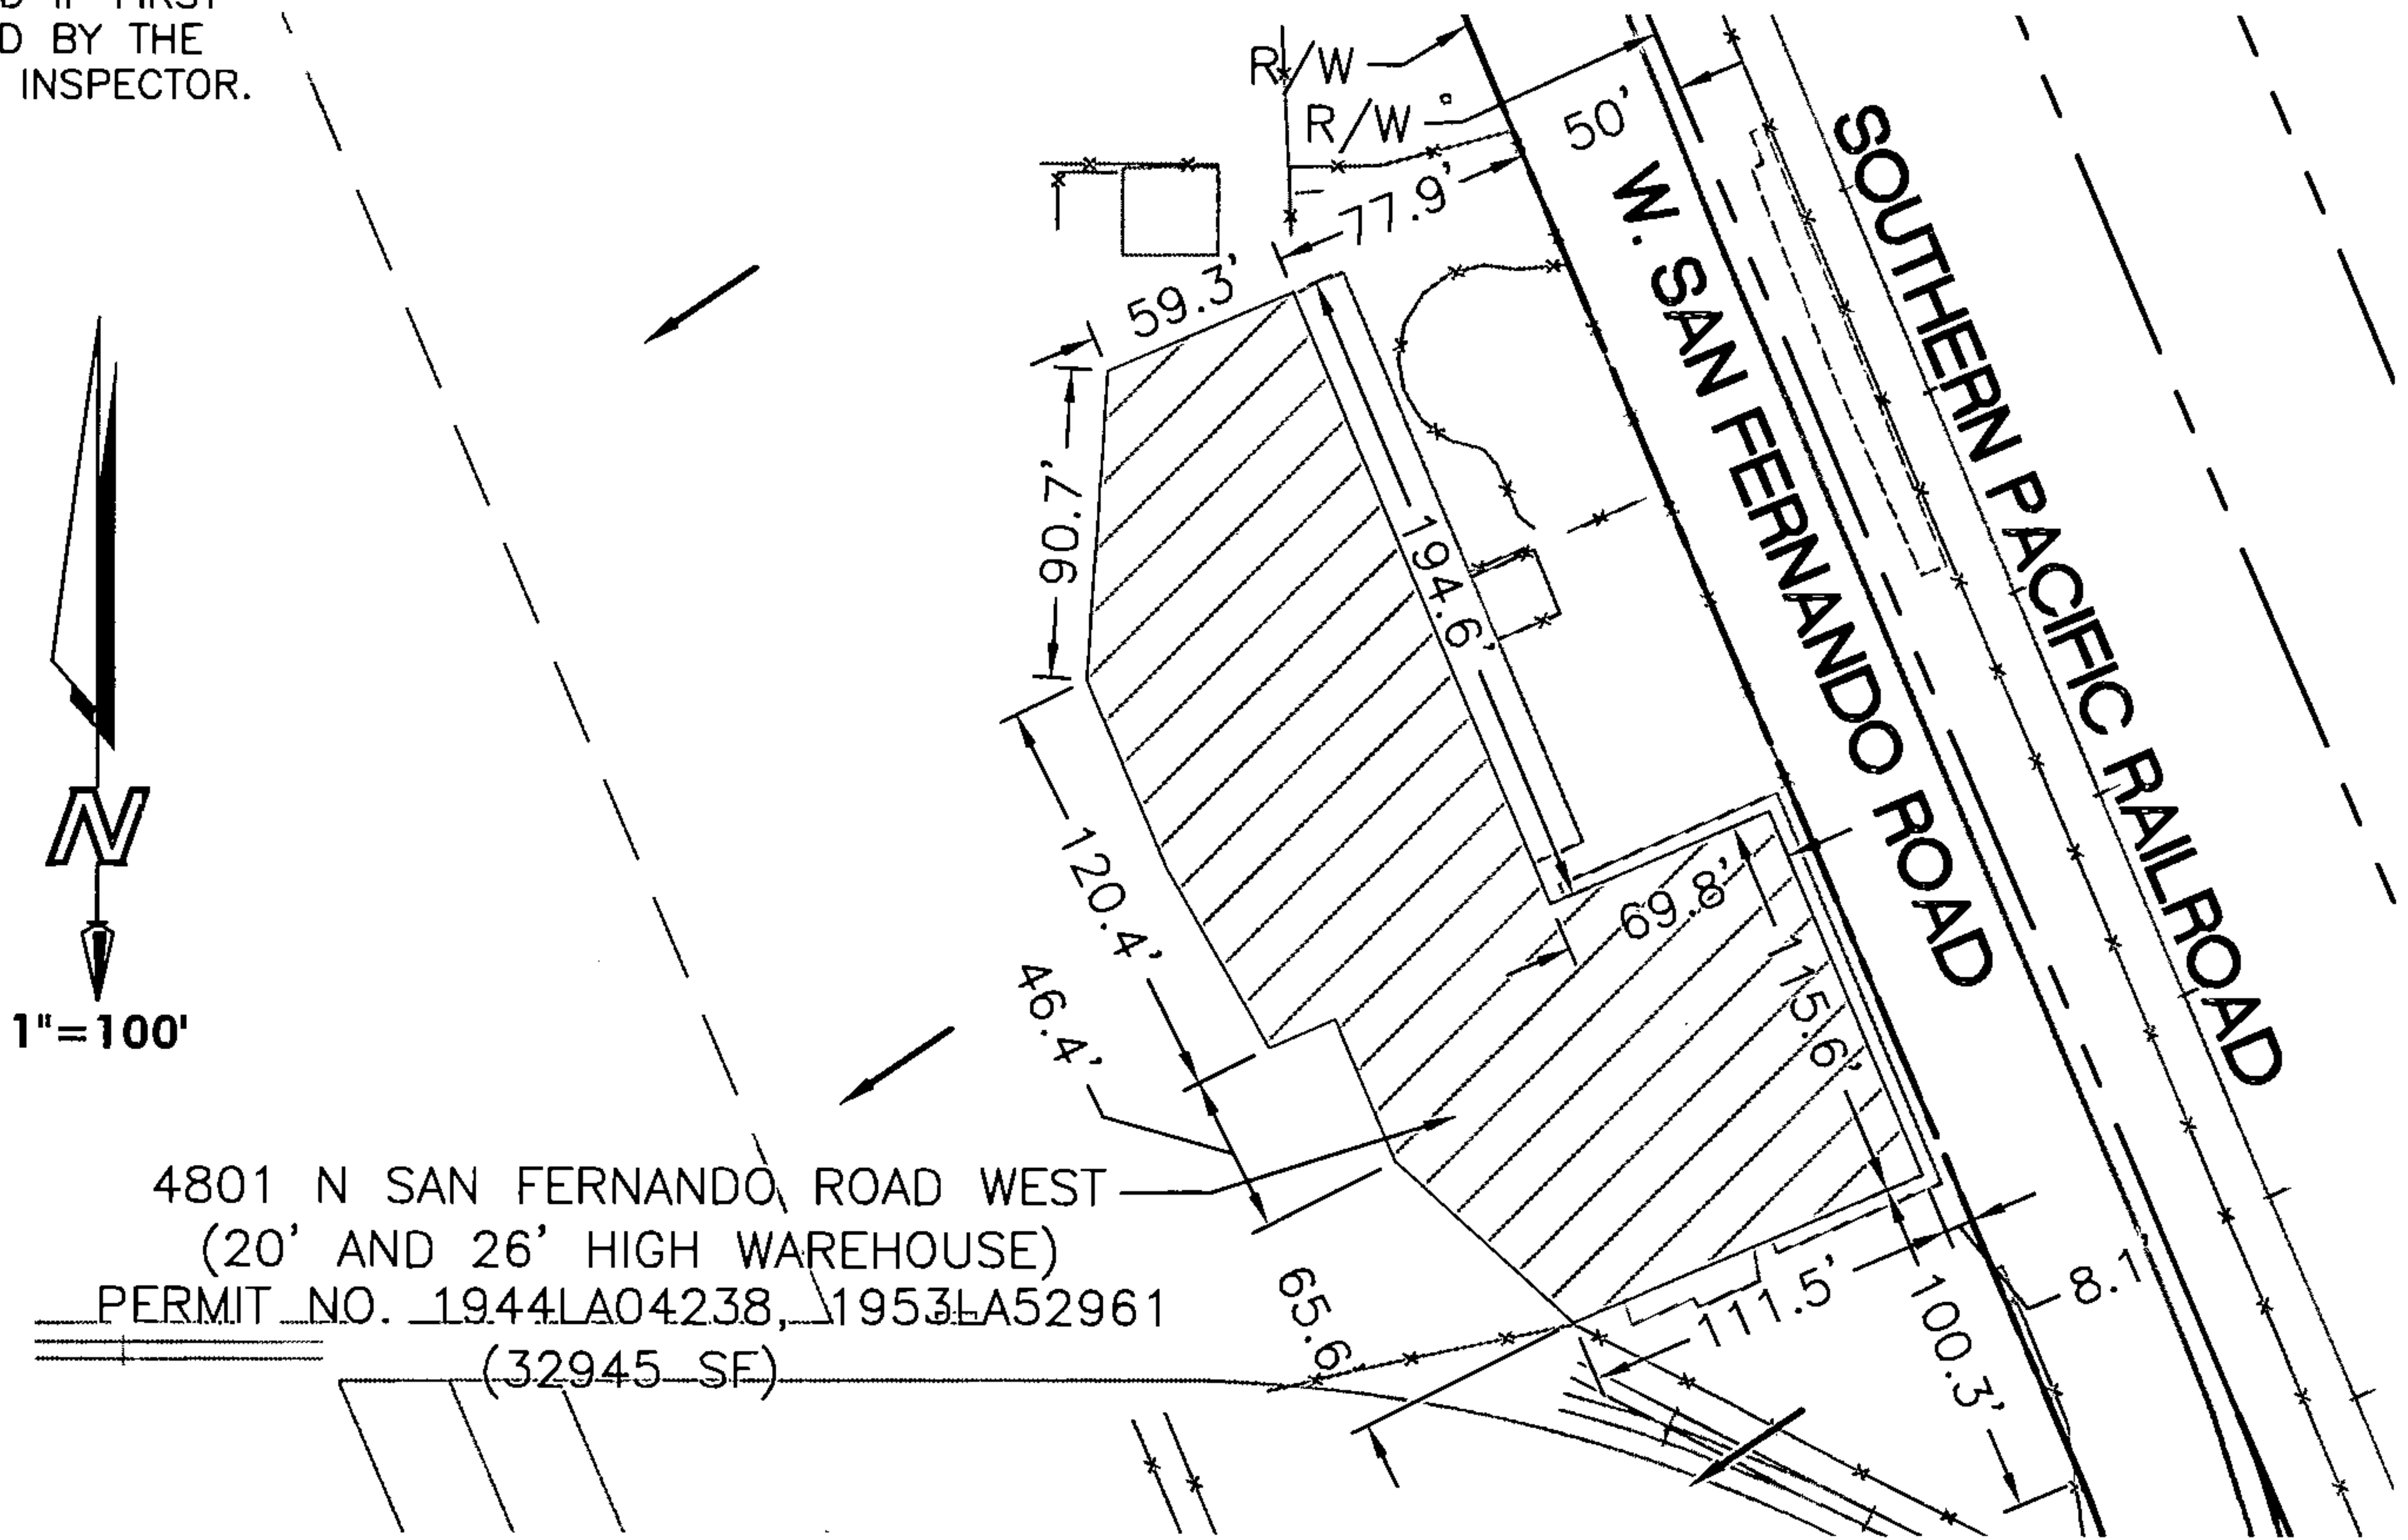 BY THE
INSPECTOR.
R/W
R/W
50'
77.9'
59.3'
90.7'
194.6'
120.4'
46.4'
69.8'
115.6'
65.6'
111.5'
100.3'
8.1'
W. SAN FERNANDO ROAD
SOUTHERN PACIFIC RAILROAD
N
1"=100'
4801 N SAN FERNANDO ROAD WEST
(20' AND 26' HIGH WAREHOUSE)
PERMIT NO. 1944LA04238, 1953LA52961
(32945 SF)